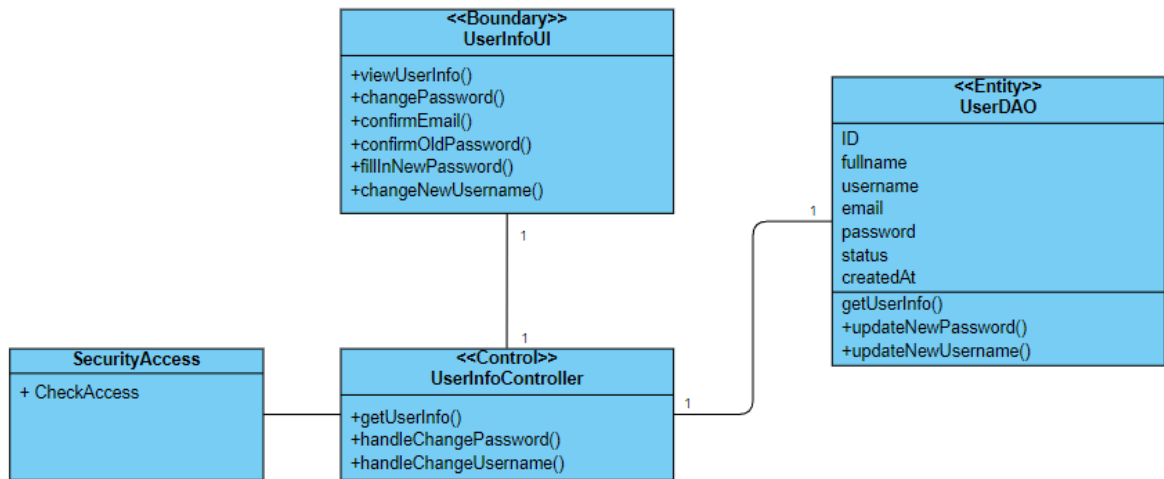 <<Boundary>>
UserInfoUI
+viewUserInfo()
+changePassword()
+confirmEmail()
+confirmOldPassword()
+fillInNewPassword()
+changeNewUsername()
1
1
<<Entity>>
UserDAO
ID
fullname
username
email
password
status
createdAt
getUserInfo()
+updateNewPassword()
+updateNewUsername()
1
SecurityAccess
+ CheckAccess
<<Control>>
UserInfoController
+getUserInfo()
+handleChangePassword()
+handleChangeUsername()
1